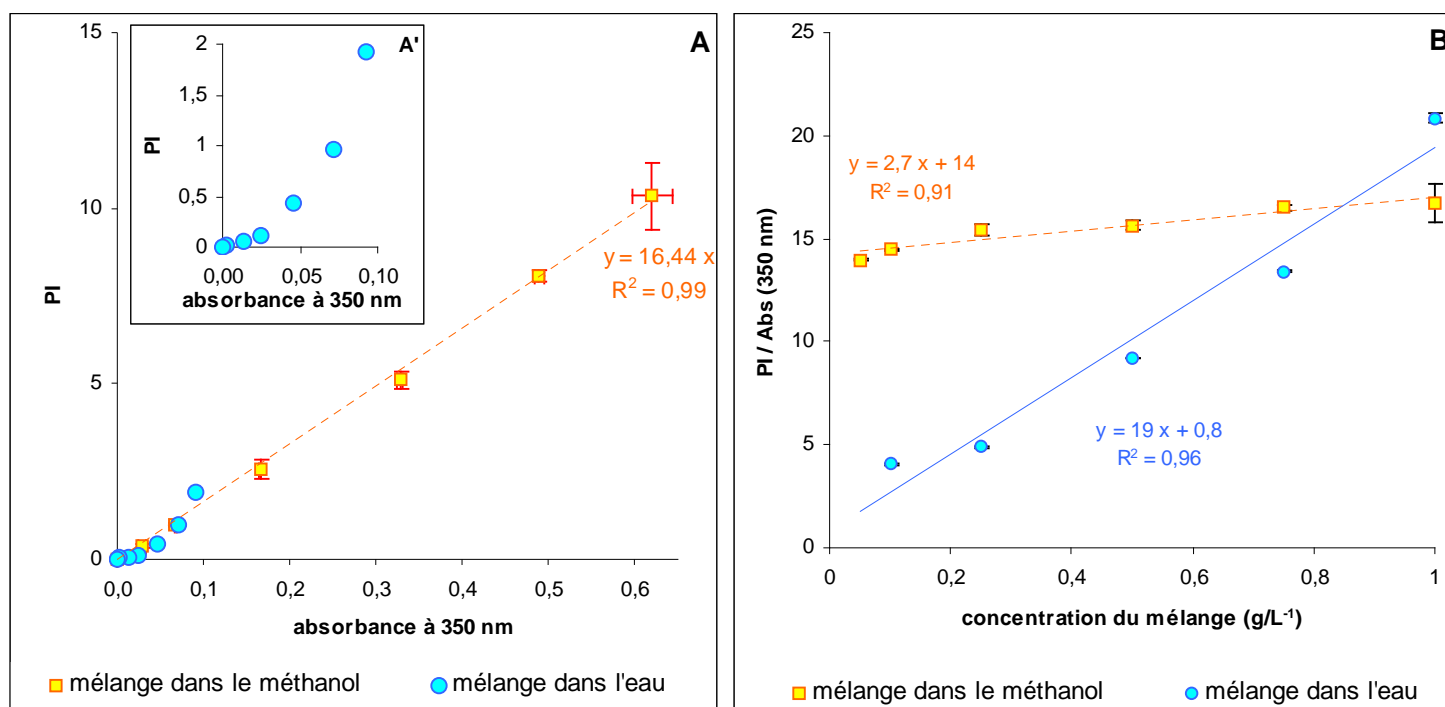 A
15
10
5
0
PI
0,0
0,1
0,2
0,3
0,4
0,5
0,6
absorbance à 350 nm
y = 16,44 x
R² = 0,99
A'
2
1,5
1
0,5
0
PI
0,00
0,05
0,10
absorbance à 350 nm
mélange dans le méthanol
mélange dans l'eau
B
25
20
15
10
5
0
PI / Abs (350 nm)
y = 2,7 x + 14
R² = 0,91
y = 19 x + 0,8
R² = 0,96
0
0,2
0,4
0,6
0,8
1
concentration du mélange (g/L⁻¹)
mélange dans le méthanol
mélange dans l'eau